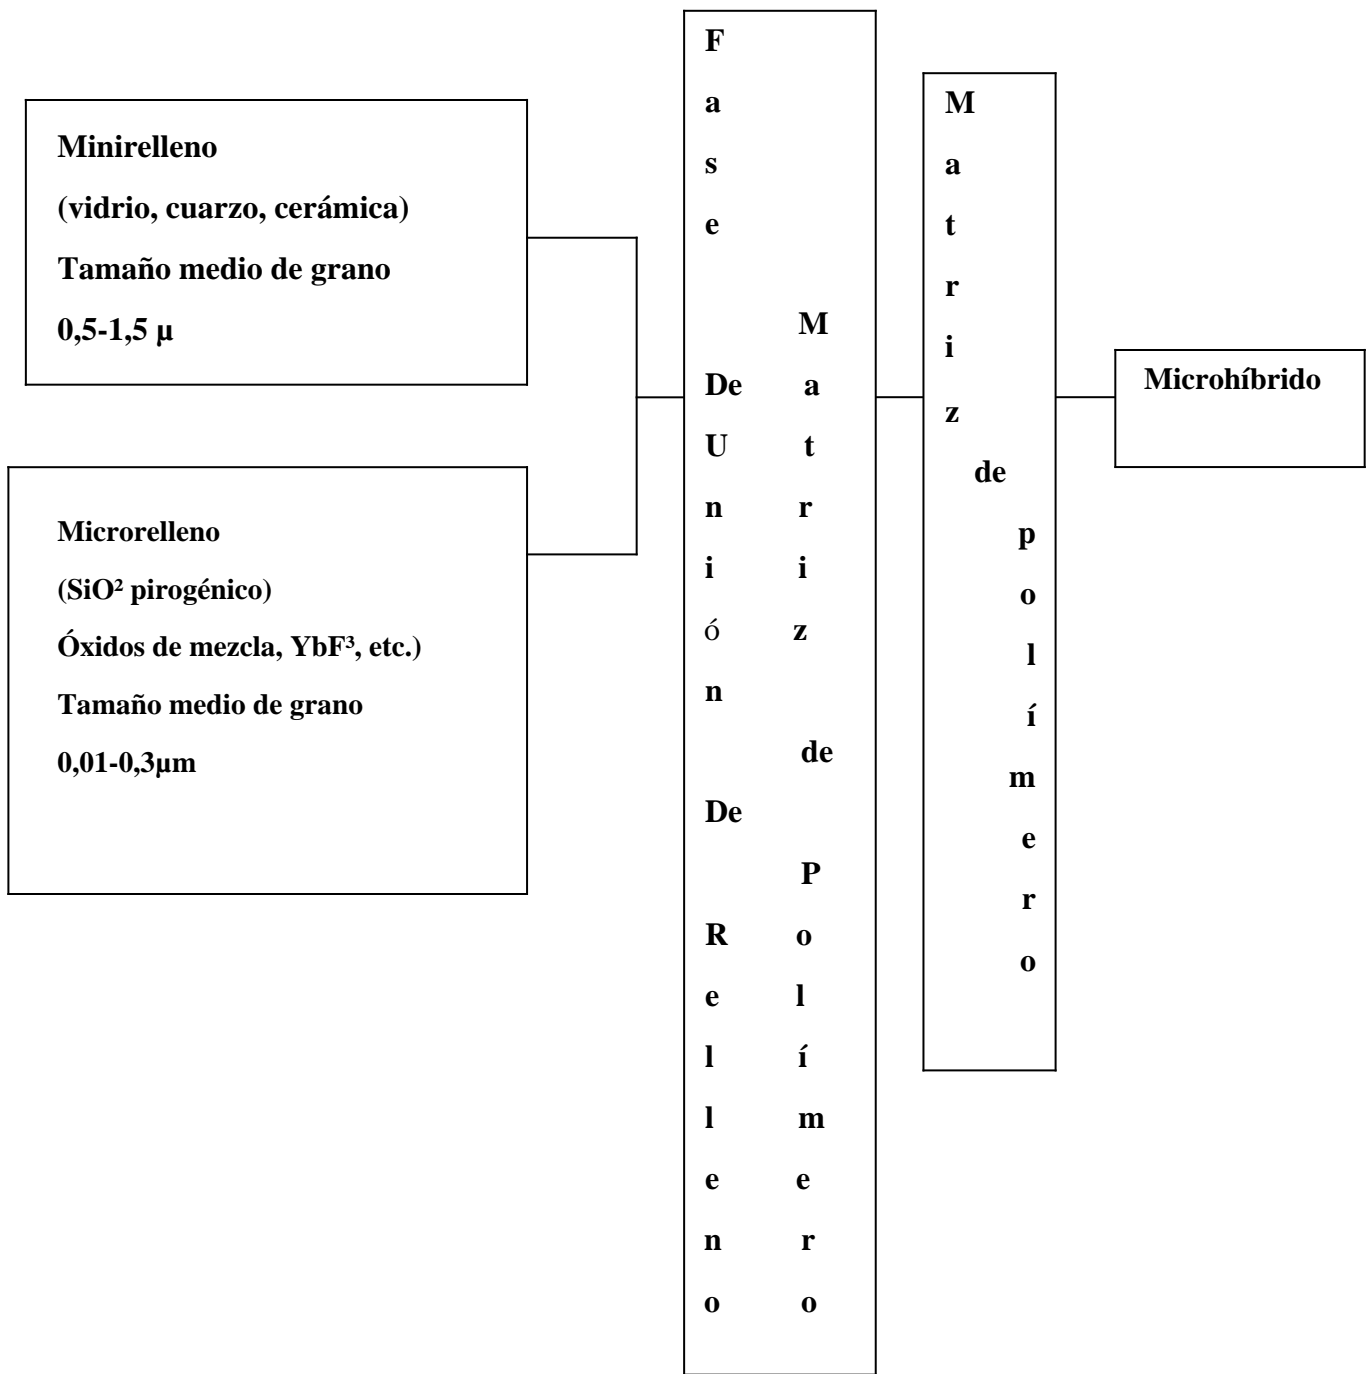 Minirelleno
(vidrio, cuarzo, cerámica)
Tamaño medio de grano
0,5-1,5 µ
Microrelleno
(SiO² pirogénico)
Óxidos de mezcla, YbF³, etc.)
Tamaño medio de grano
0,01-0,3µm
Fase
De
Unión
De
Relleno
Matriz
de
Polímero
Matriz
de
polímero
Microhíbrido